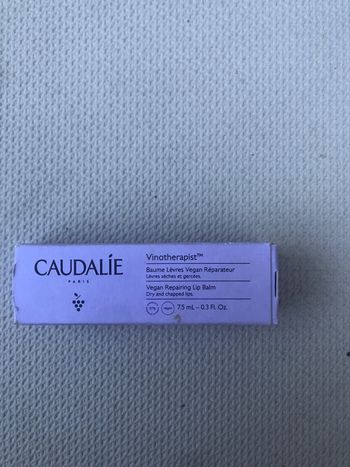 CAUDALÍE
PARIS
Vinotherapist™
Baume Lèvres Vegan Réparateur
Lèvres sèches et gercées.
Vegan Repairing Lip Balm
Dry and chapped lips.
7.5 mL – 0.3 Fl. Oz.